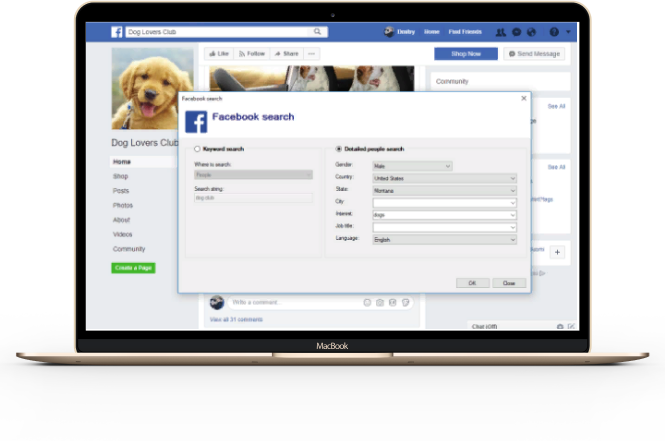 f Dog Lovers Club
Dmitry Home Find Friends
Like Follow Share ...
Shop Now Send Message
Community
See All
Dog Lovers Club
Home
Shop
Posts
Photos
About
Videos
Community
Create a Page
Facebook search
f Facebook search
Keyword search
Where to search:
People
Search string:
dog club
Detailed people search
Gender: Male
Country: United States
State: Montana
City:
Interest: dogs
Job title:
Language: English
OK Close
See All
Write a comment...
View all 31 comments
Chat (Off)
MacBook